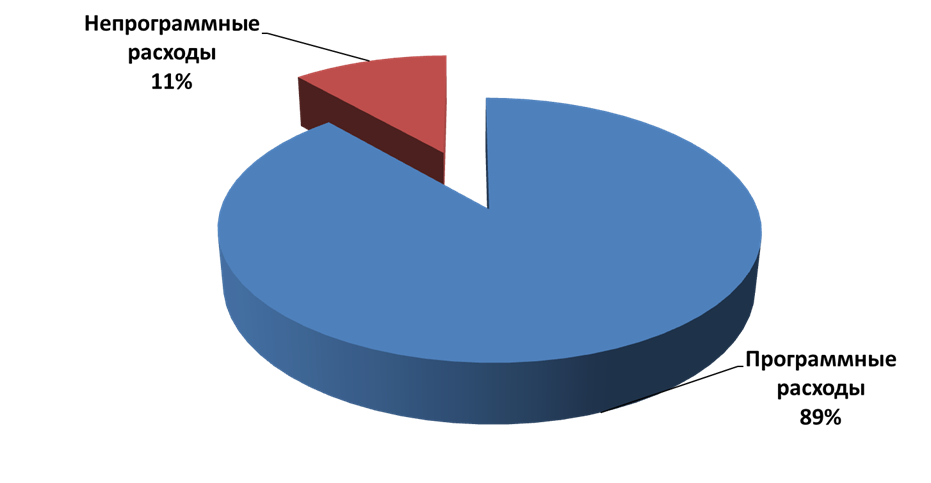 Непрограммные
расходы
11%
Программные
расходы
89%